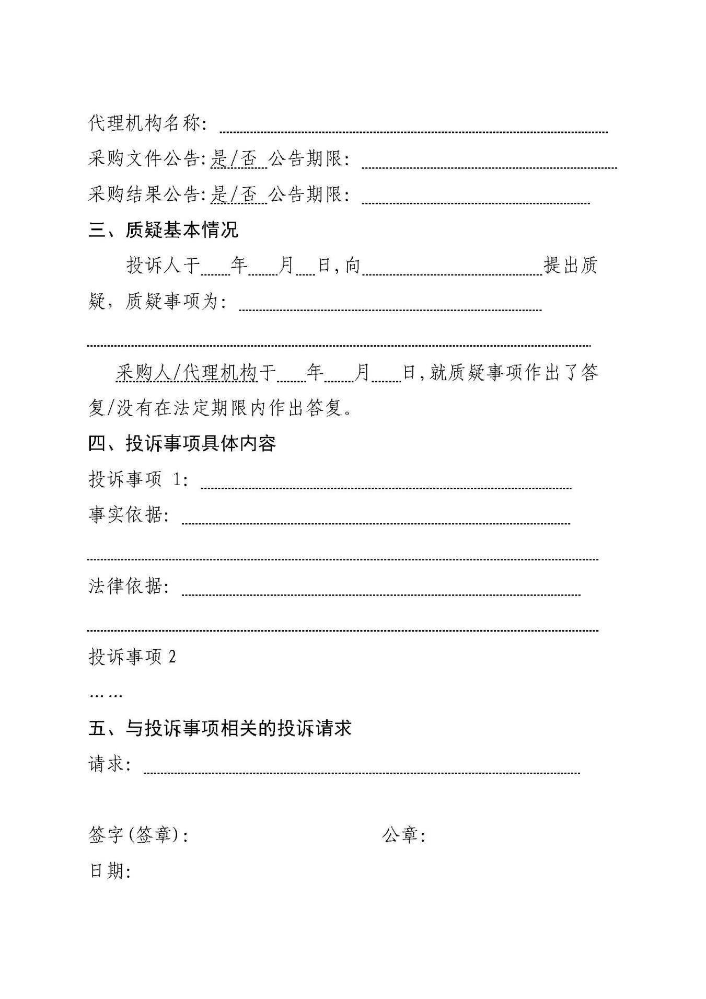 代理机构名称：
采购文件公告:是/否 公告期限：
采购结果公告:是/否 公告期限：
三、质疑基本情况
投诉人于 年 月 日,向 提出质
疑，质疑事项为：
采购人/代理机构于 年 月 日,就质疑事项作出了答
复/没有在法定期限内作出答复。
四、投诉事项具体内容
投诉事项 1：
事实依据：
法律依据：
投诉事项 2
……
五、与投诉事项相关的投诉请求
请求：
签字(签章)： 公章：
日期：